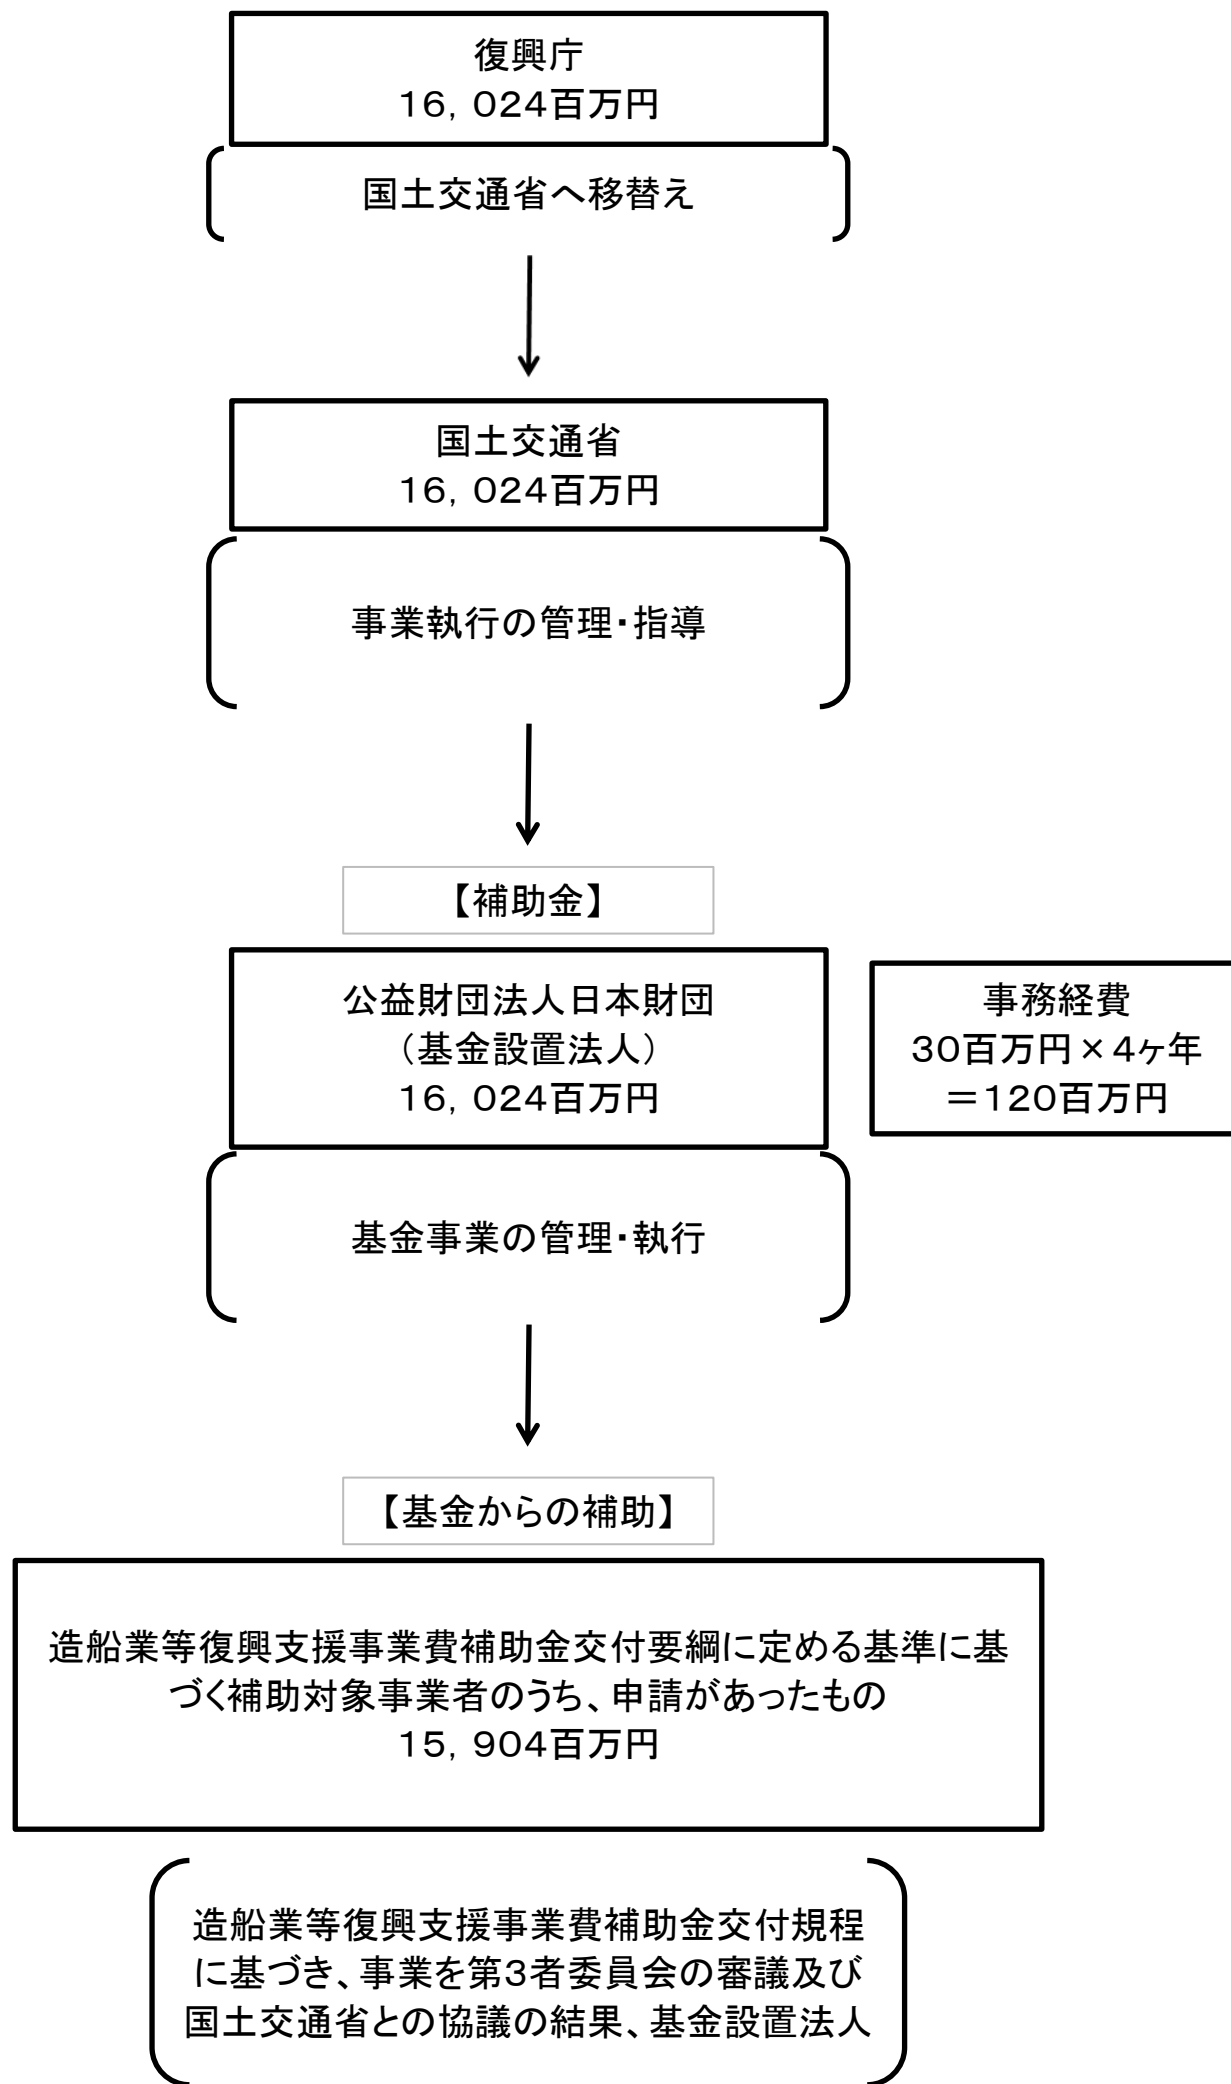 復興庁
16，024百万円
国土交通省へ移替え
国土交通省
16，024百万円
事業執行の管理・指導
【補助金】
公益財団法人日本財団
（基金設置法人）
16，024百万円
事務経費
30百万円×4ヶ年
＝120百万円
基金事業の管理・執行
【基金からの補助】
造船業等復興支援事業費補助金交付要綱に定める基準に基
づく補助対象事業者のうち、申請があったもの
15，904百万円
造船業等復興支援事業費補助金交付規程
に基づき、事業を第3者委員会の審議及び
国土交通省との協議の結果、基金設置法人